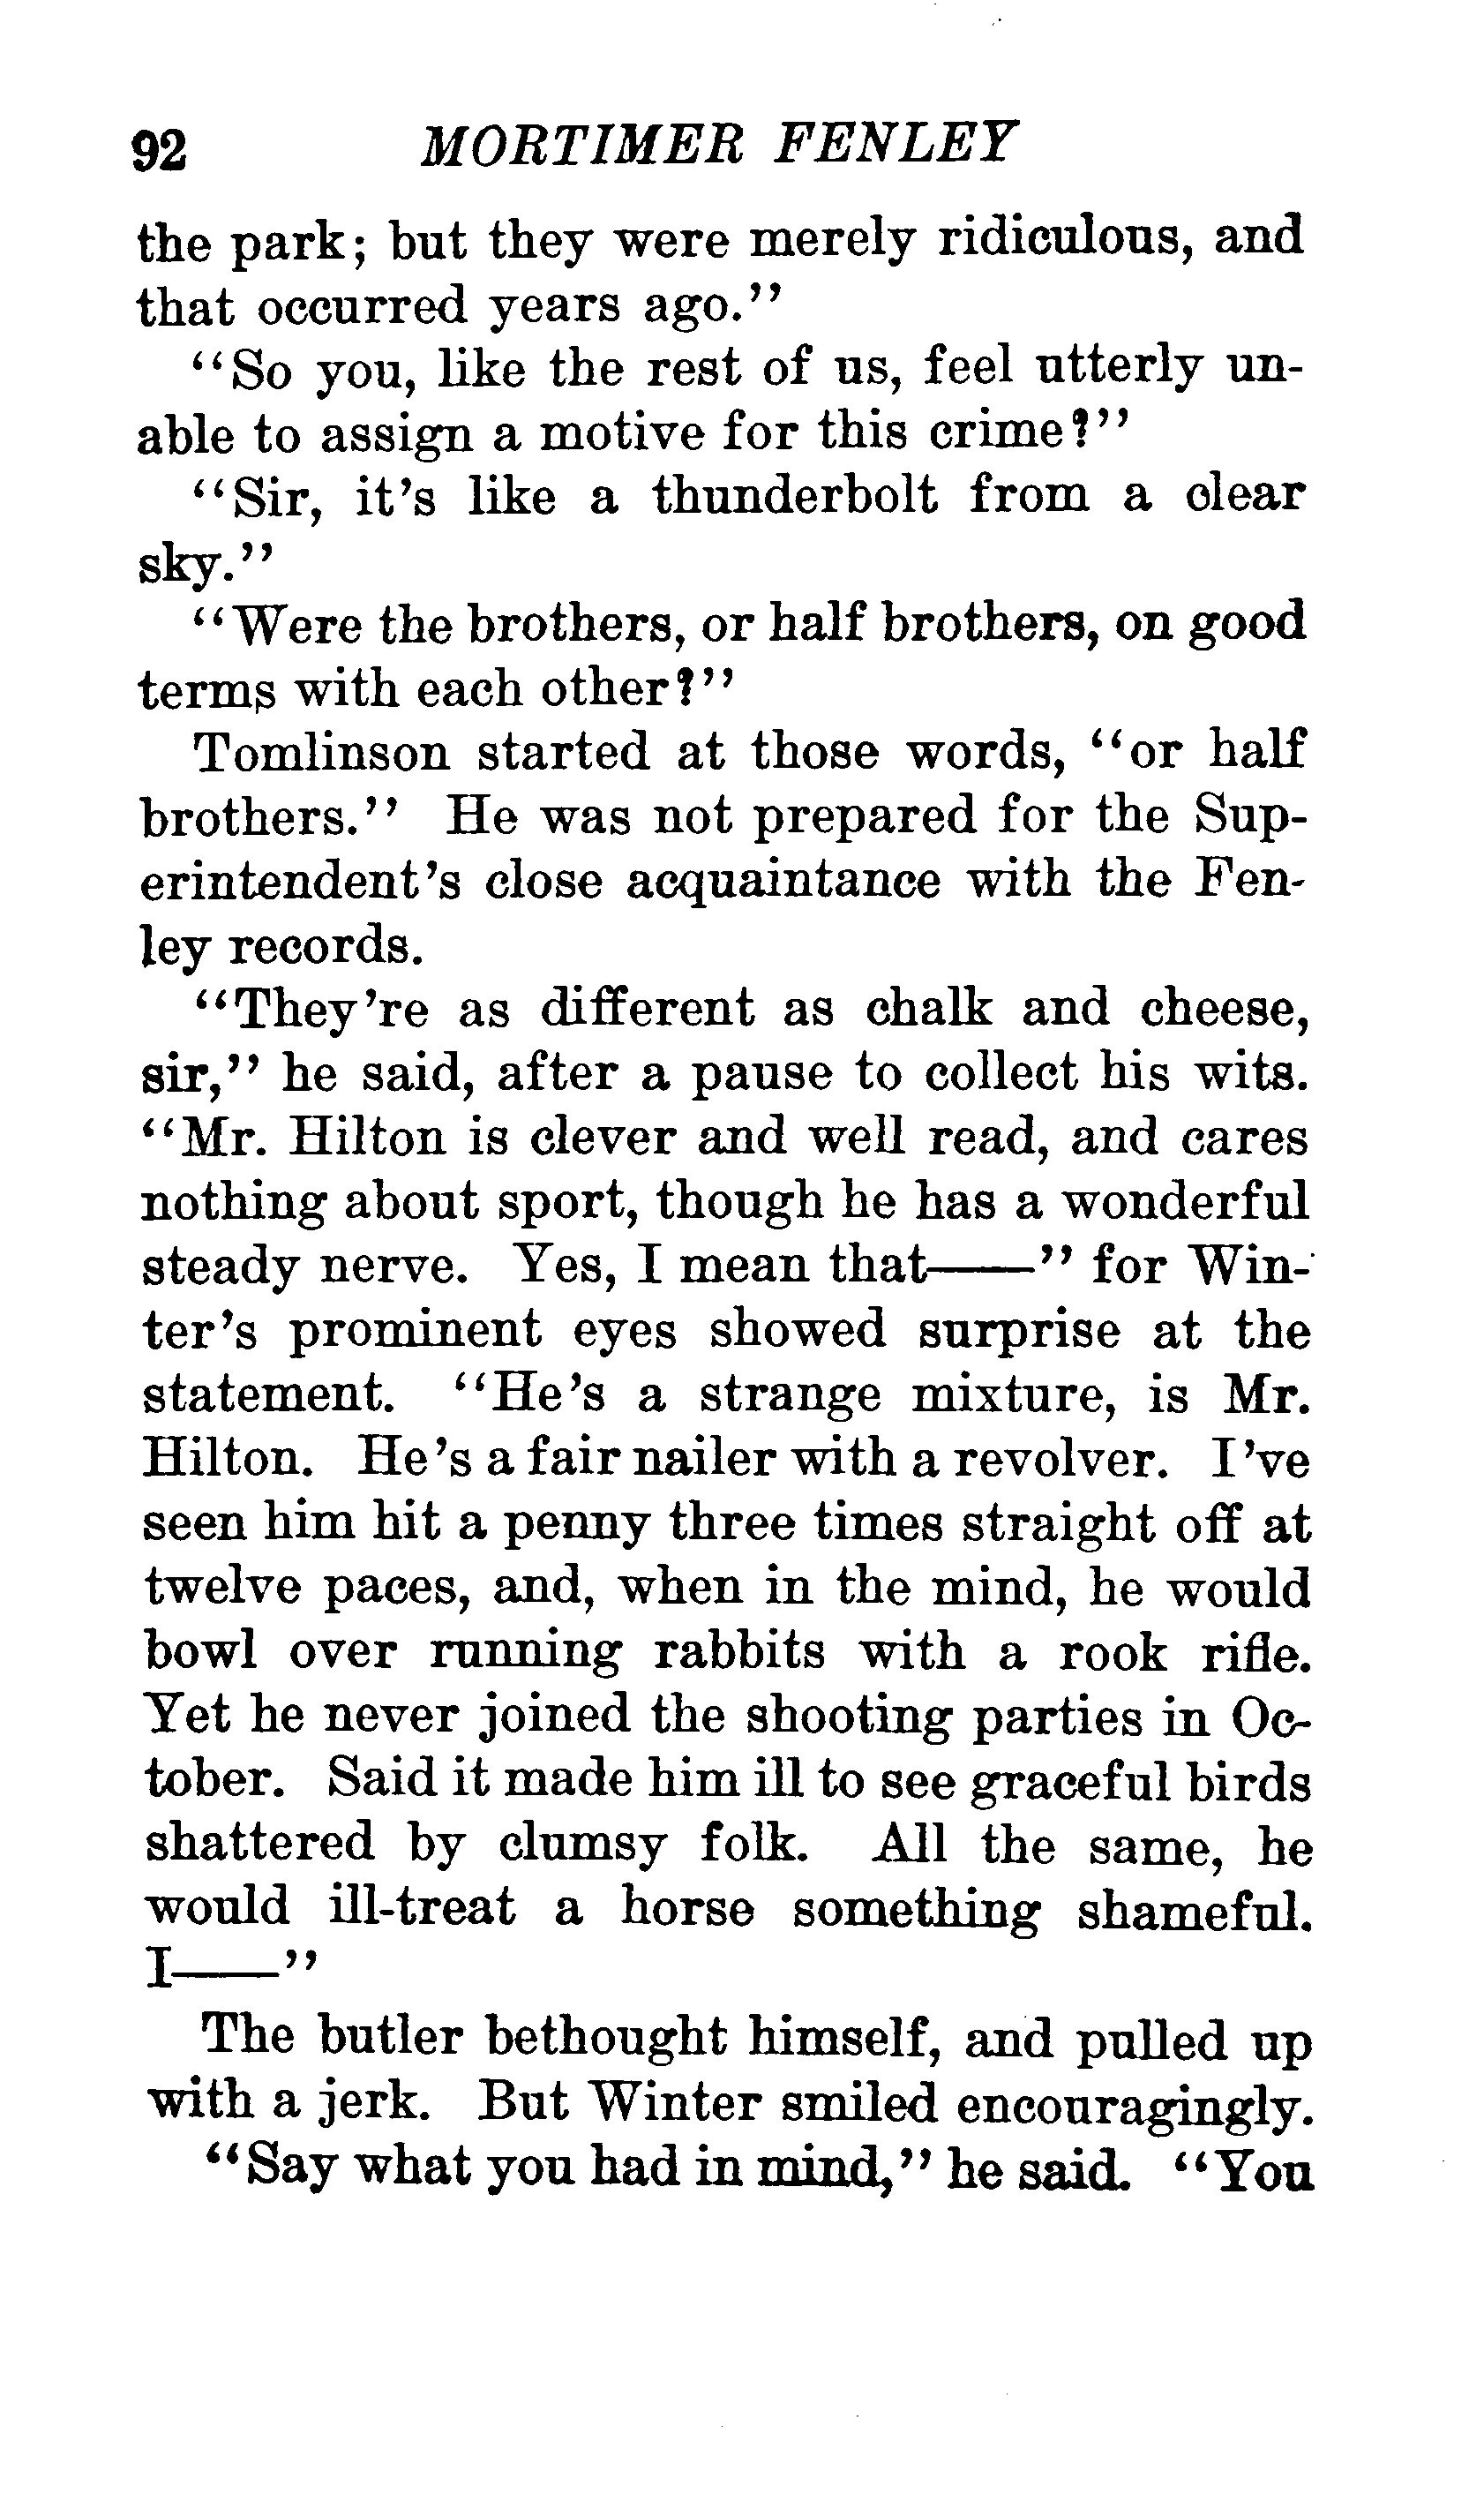 92 MORTIMER FENLEY
the park; but they were merely ridiculous, and
that occurred years ago."
"So you, like the rest of us, feel utterly un-
able to assign a motive for this crime?"
"Sir, it's like a thunderbolt from a clear
sky."
"Were the brothers, or half brothers, on good
terms with each other?"
Tomlinson started at those words, "or half
brothers." He was not prepared for the Sup-
erintendent's close acquaintance with the Fen-
ley records.
"They're as different as chalk and cheese,
sir," he said, after a pause to collect his wits.
"Mr. Hilton is clever and well read, and cares
nothing about sport, though he has a wonderful
steady nerve. Yes, I mean that——" for Win-
ter's prominent eyes showed surprise at the
statement. "He's a strange mixture, is Mr.
Hilton. He's a fair nailer with a revolver. I've
seen him hit a penny three times straight off at
twelve paces, and, when in the mind, he would
bowl over running rabbits with a rook rifle.
Yet he never joined the shooting parties in Oc-
tober. Said it made him ill to see graceful birds
shattered by clumsy folk. All the same, he
would ill-treat a horse something shameful.
I——"
The butler bethought himself, and pulled up
with a jerk. But Winter smiled encouragingly.
"Say what you had in mind," he said. "You